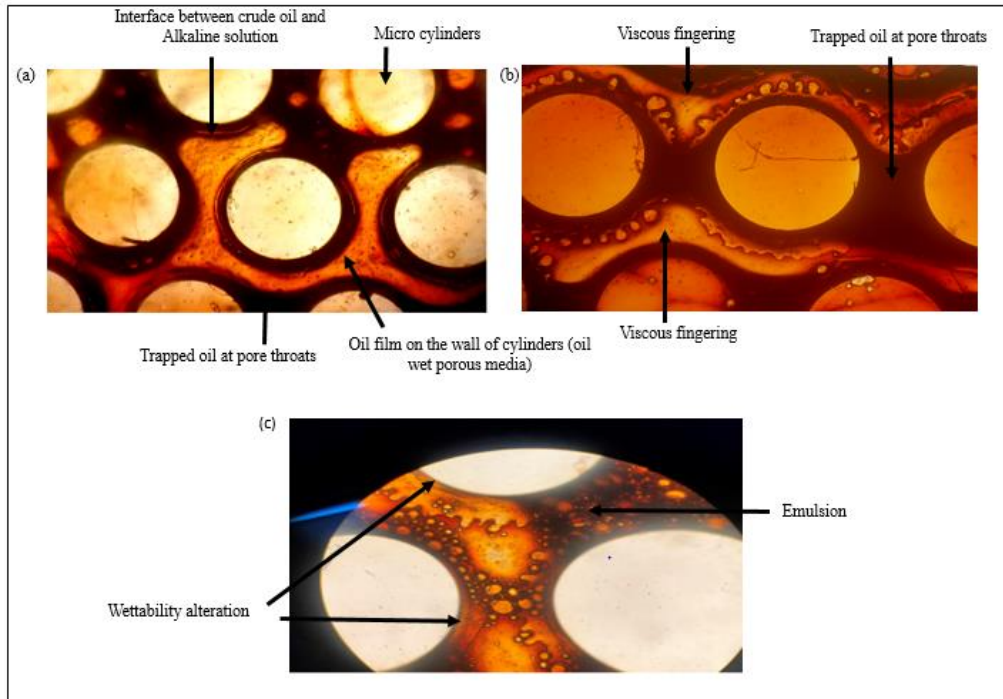 Interface between crude oil and
Alkaline solution
Micro cylinders
(a)
Trapped oil at pore throats
Oil film on the wall of cylinders (oil
wet porous media)
Viscous fingering
Trapped oil at pore throats
(b)
Viscous fingering
(c)
Emulsion
Wettability alteration